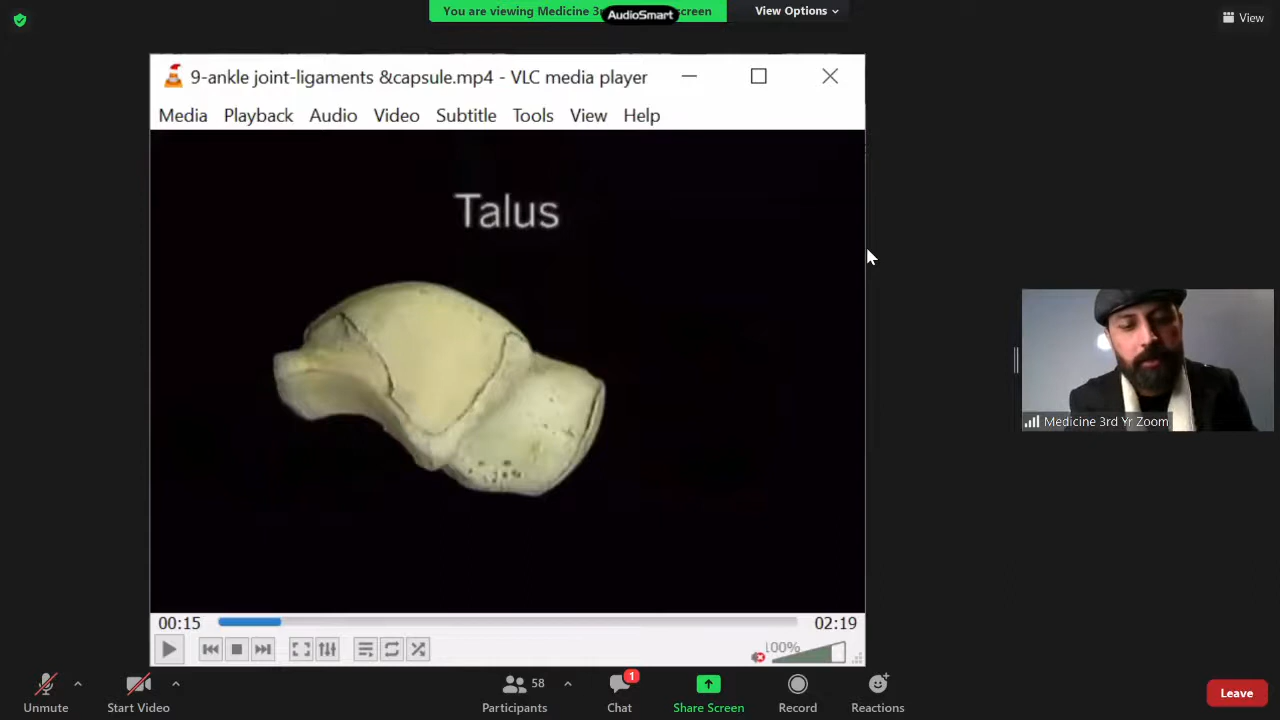 You are viewing Medicine 3r
AudioSmart
creen
View Options
View
9-ankle joint-ligaments &capsule.mp4 - VLC media player
Media Playback Audio Video Subtitle Tools View Help
Talus
Medicine 3rd Yr Zoom
00:15
02:19
100%
Unmute
Start Video
58
Participants
1
Chat
Share Screen
Record
Reactions
Leave